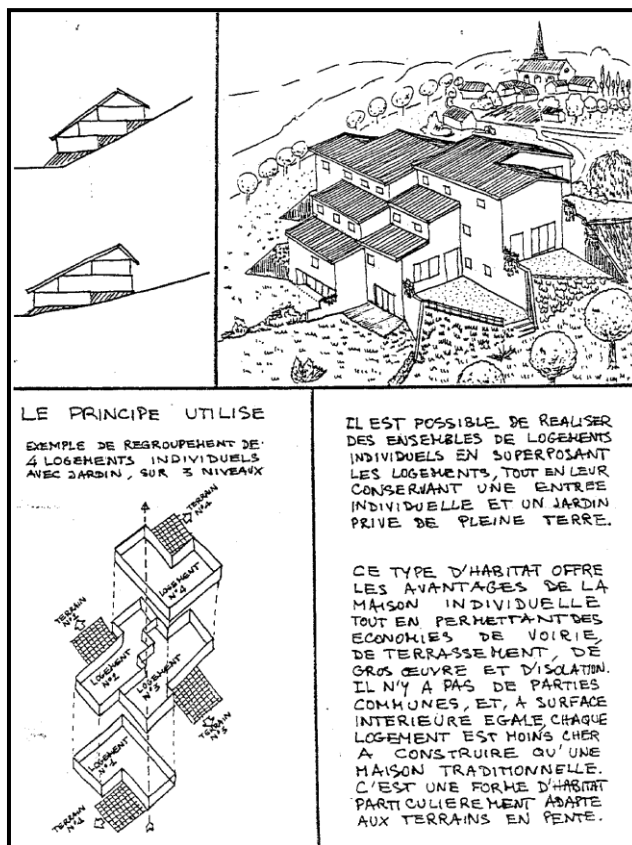 LE PRINCIPE UTILISE
EXEMPLE DE REGROUPEMENT DE
4 LOGEMENTS INDIVIDUELS
AVEC JARDIN, SUR 3 NIVEAUX
TERRAIN
N°4
LOGEMENT
N°4
TERRAIN
N°2
LOGEMENT
N°2
LOGEMENT
N°3
TERRAIN
N°3
LOGEMENT
N°1
TERRAIN
N°1
IL EST POSSIBLE DE REALISER
DES ENSEMBLES DE LOGEMENTS
INDIVIDUELS EN SUPERPOSANT
LES LOGEMENTS, TOUT EN LEUR
CONSERVANT UNE ENTREE
INDIVIDUELLE ET UN JARDIN
PRIVE DE PLEINE TERRE.
CE TYPE D'HABITAT OFFRE
LES AVANTAGES DE LA
MAISON INDIVIDUELLE
TOUT EN PERMETTANT DES
ECONOMIES DE VOIRIE,
DE TERRASSEMENT, DE
GROS ŒUVRE ET D'ISOLATION.
IL N'Y A PAS DE PARTIES
COMMUNES, ET, A SURFACE
INTERIEURE EGALE, CHAQUE
LOGEMENT EST MOINS CHER
A CONSTRUIRE QU'UNE
MAISON TRADITIONNELLE.
C'EST UNE FORME D'HABITAT
PARTICULIEREMENT ADAPTE
AUX TERRAINS EN PENTE.